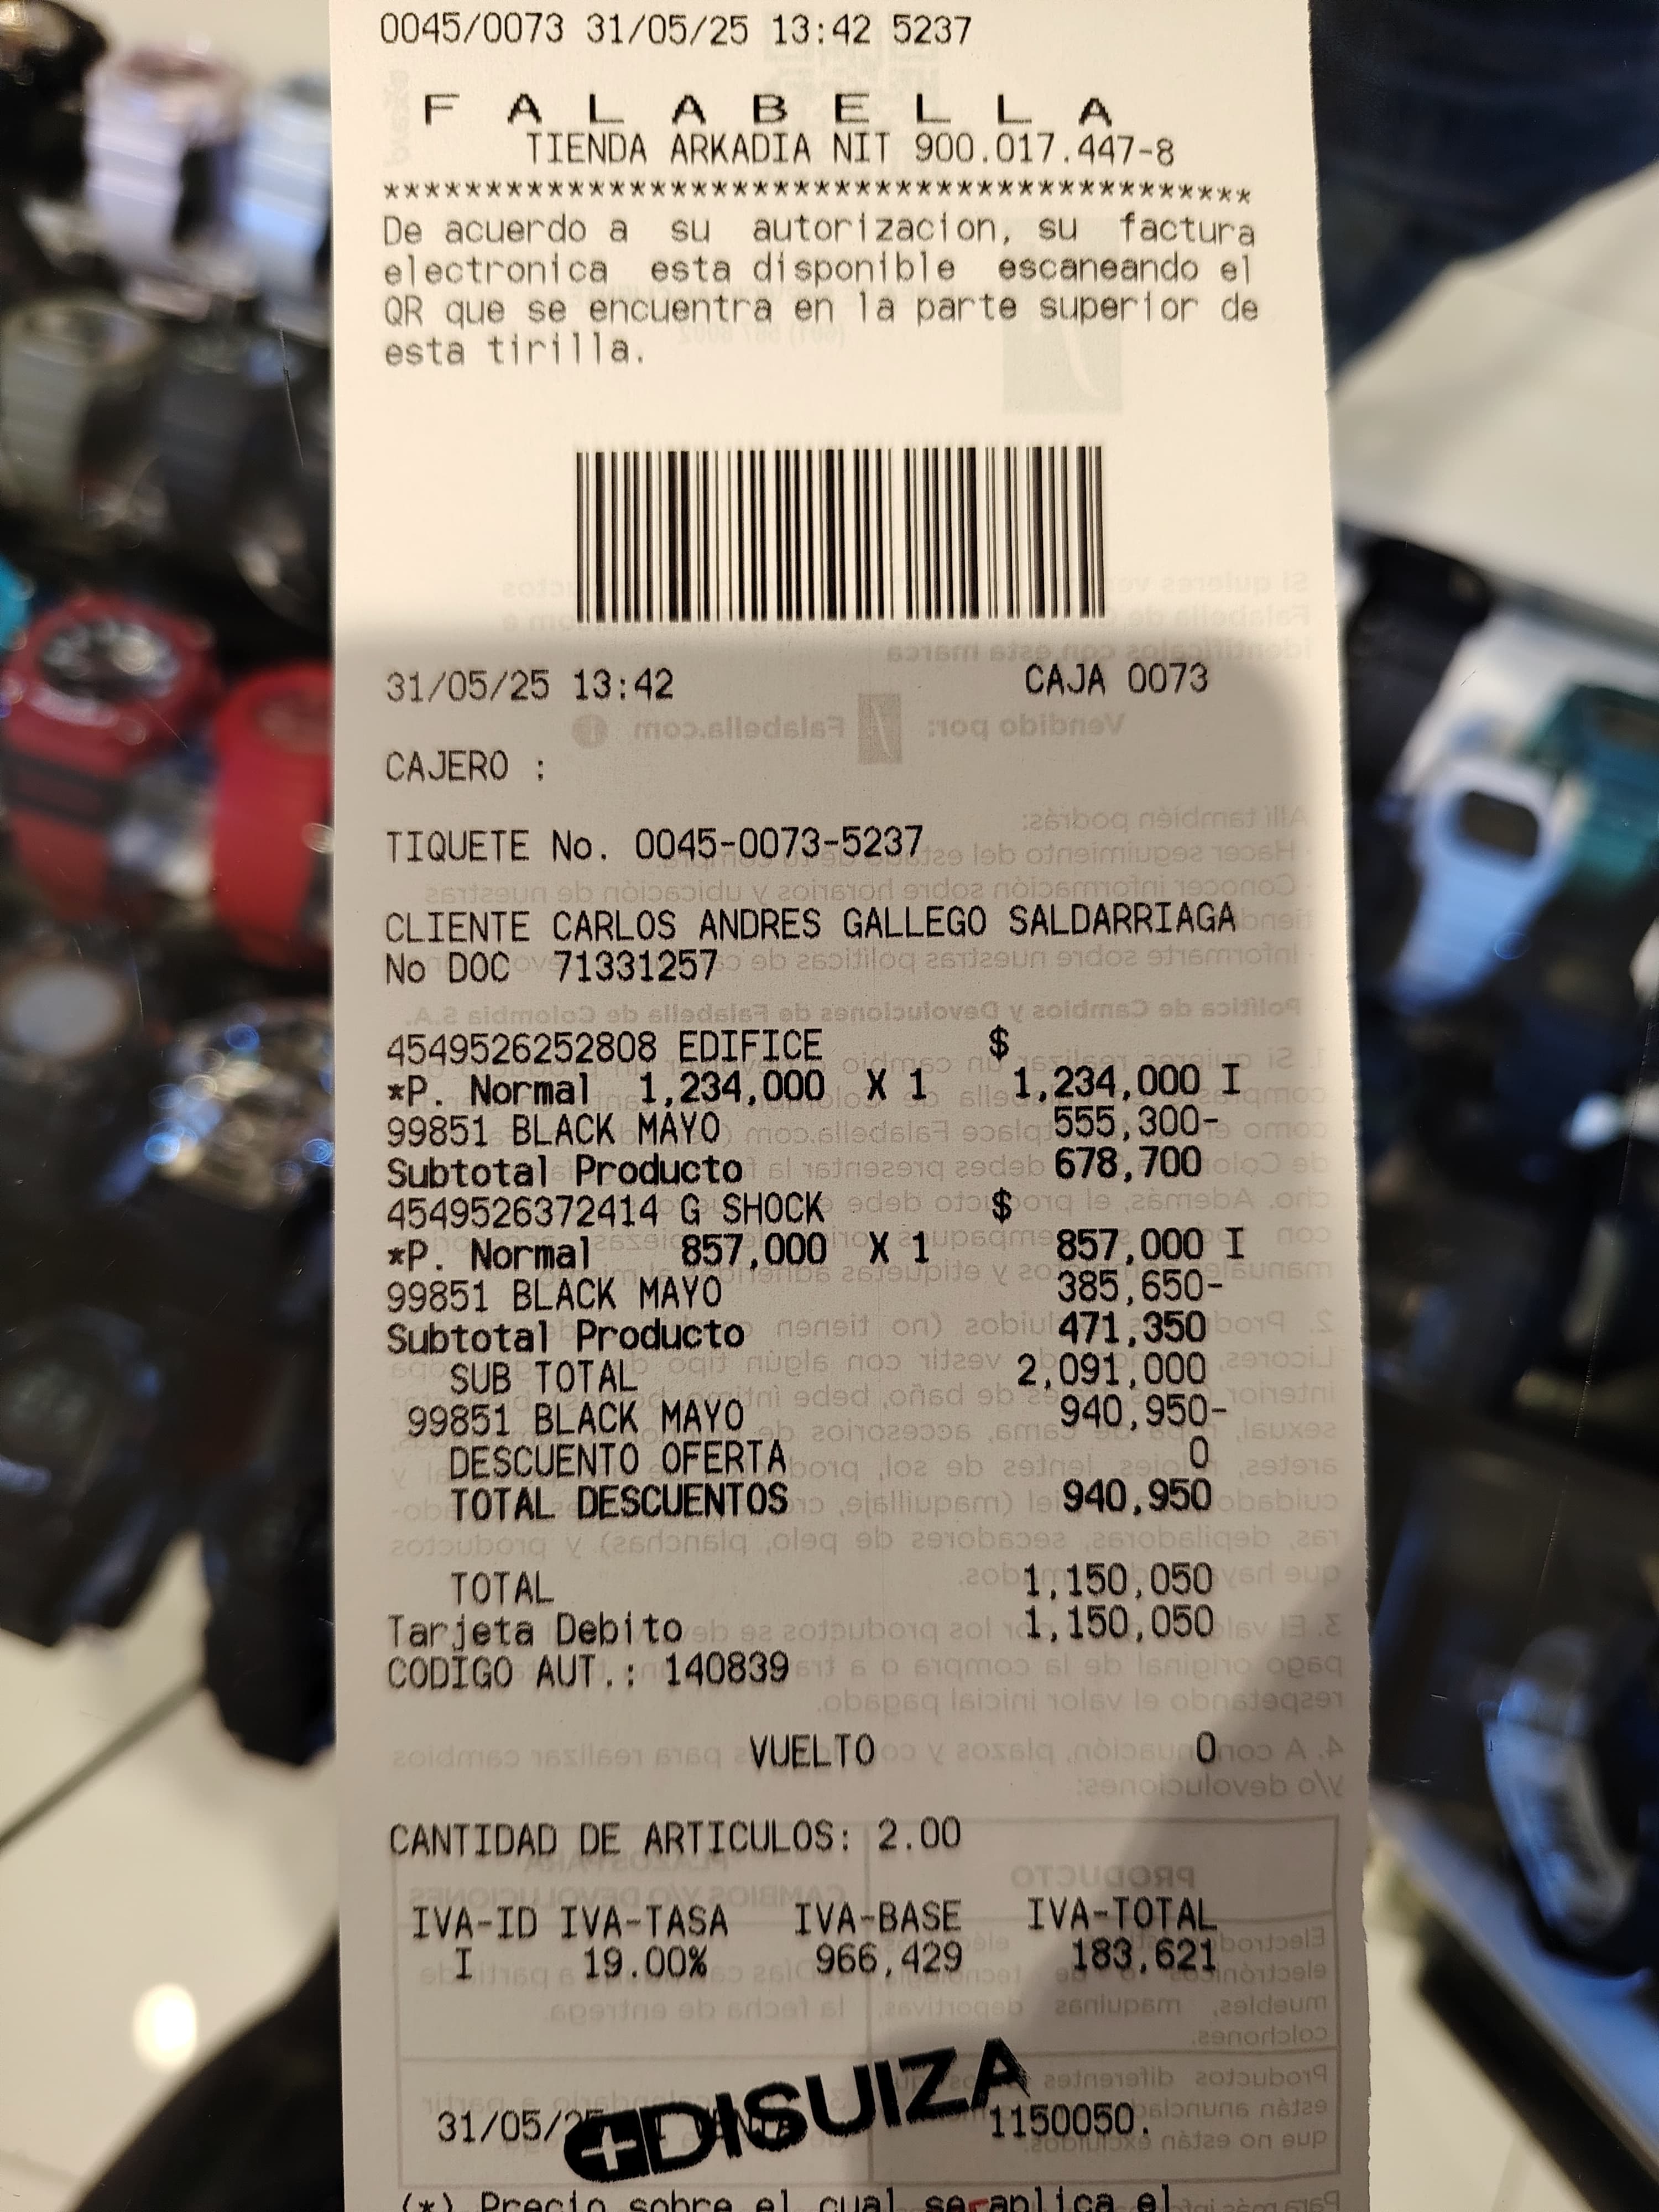 0045/0073 31/05/25 13:42 5237
FALABELLA
TIENDA ARKADIA NIT 900.017.447-8
******************************************
De acuerdo a su autorizacion, su factura
electronica esta disponible escaneando el
QR que se encuentra en la parte superior de
esta tirilla.
31/05/25 13:42 CAJA 0073
CAJERO :
TIQUETE No. 0045-0073-5237
CLIENTE CARLOS ANDRES GALLEGO SALDARRIAGA
No DOC 71331257
4549526252808 EDIFICE $
*P. Normal 1,234,000 X 1 1,234,000 I
99851 BLACK MAYO 555,300-
Subtotal Producto 678,700
4549526372414 G SHOCK $
*P. Normal 857,000 X 1 857,000 I
99851 BLACK MAYO 385,650-
Subtotal Producto 471,350
SUB TOTAL 2,091,000
99851 BLACK MAYO 940,950-
DESCUENTO OFERTA 0
TOTAL DESCUENTOS 940,950
TOTAL 1,150,050
Tarjeta Debito 1,150,050
CODIGO AUT.: 140839
VUELTO 0
CANTIDAD DE ARTICULOS: 2.00
IVA-ID IVA-TASA IVA-BASE IVA-TOTAL
I 19.00% 966,429 183,621
DISUIZA
31/05/25 1150050.
(*) Precio sobre el cual se aplica el